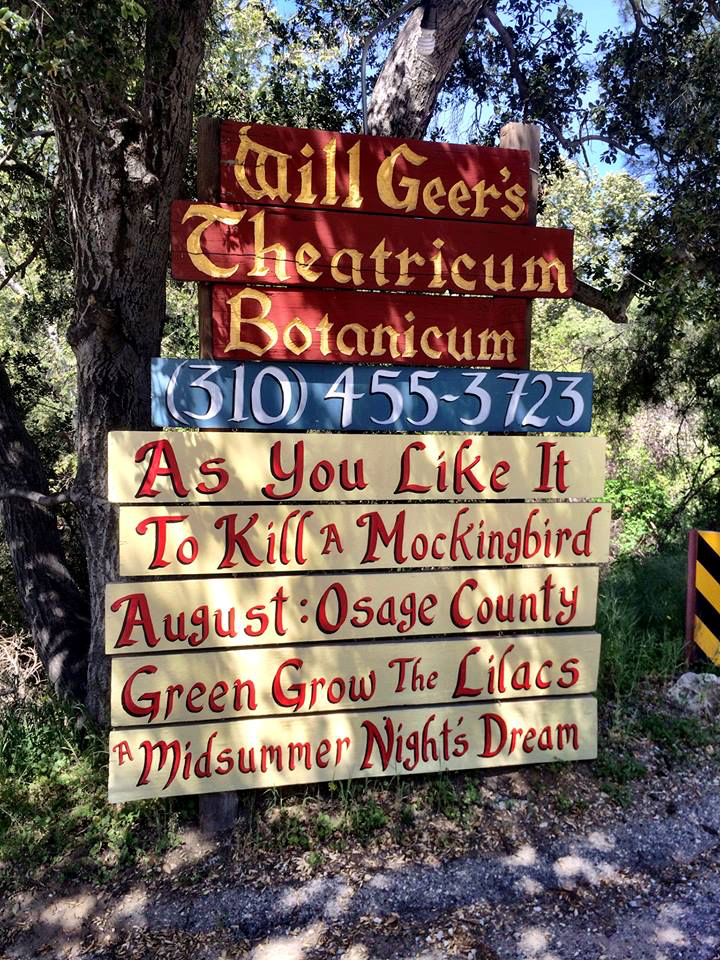 Will Geer's
Theatricum
Botanicum
(310) 455-3723
As You Like It
To Kill A Mockingbird
August: Osage County
Green Grow The Lilacs
A Midsummer Night's Dream